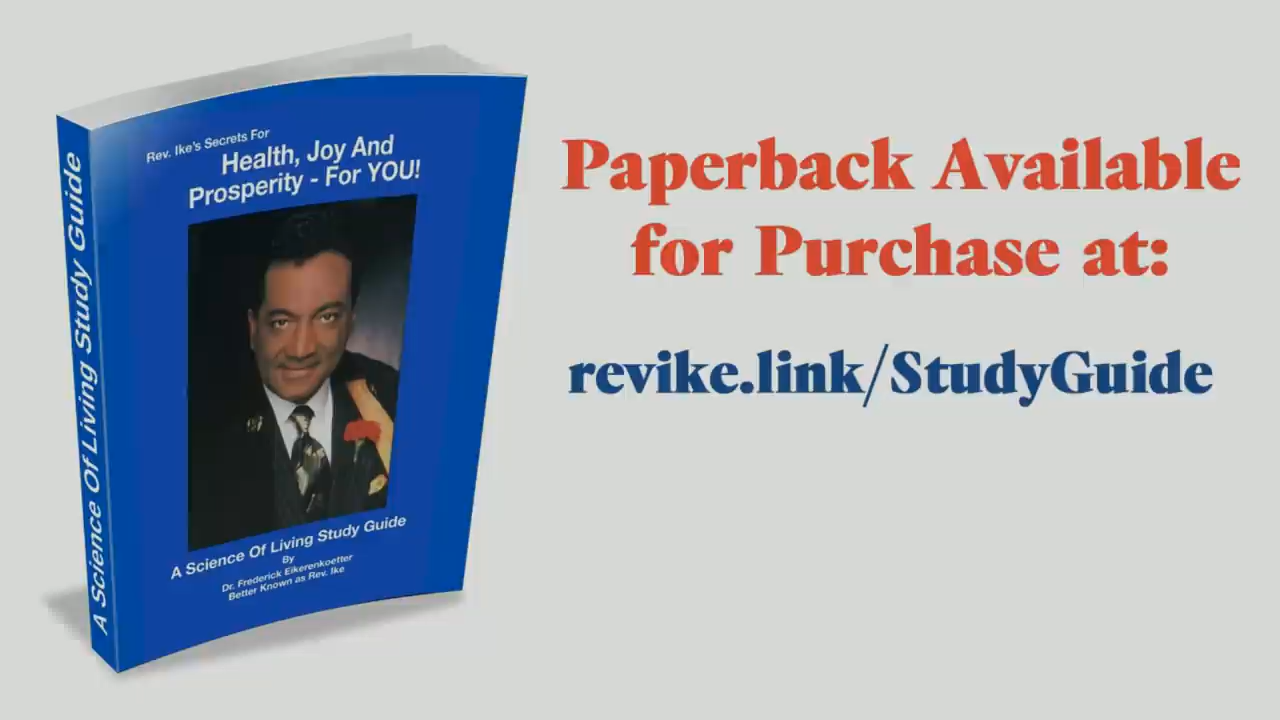 A Science Of Living Study Guide
Rev. Ike's Secrets For
Health, Joy And
Prosperity - For YOU!
A Science Of Living Study Guide
By
Dr. Frederick Eikerenkoetter
Better Known as Rev. Ike
Paperback Available
for Purchase at:
revike.link/StudyGuide